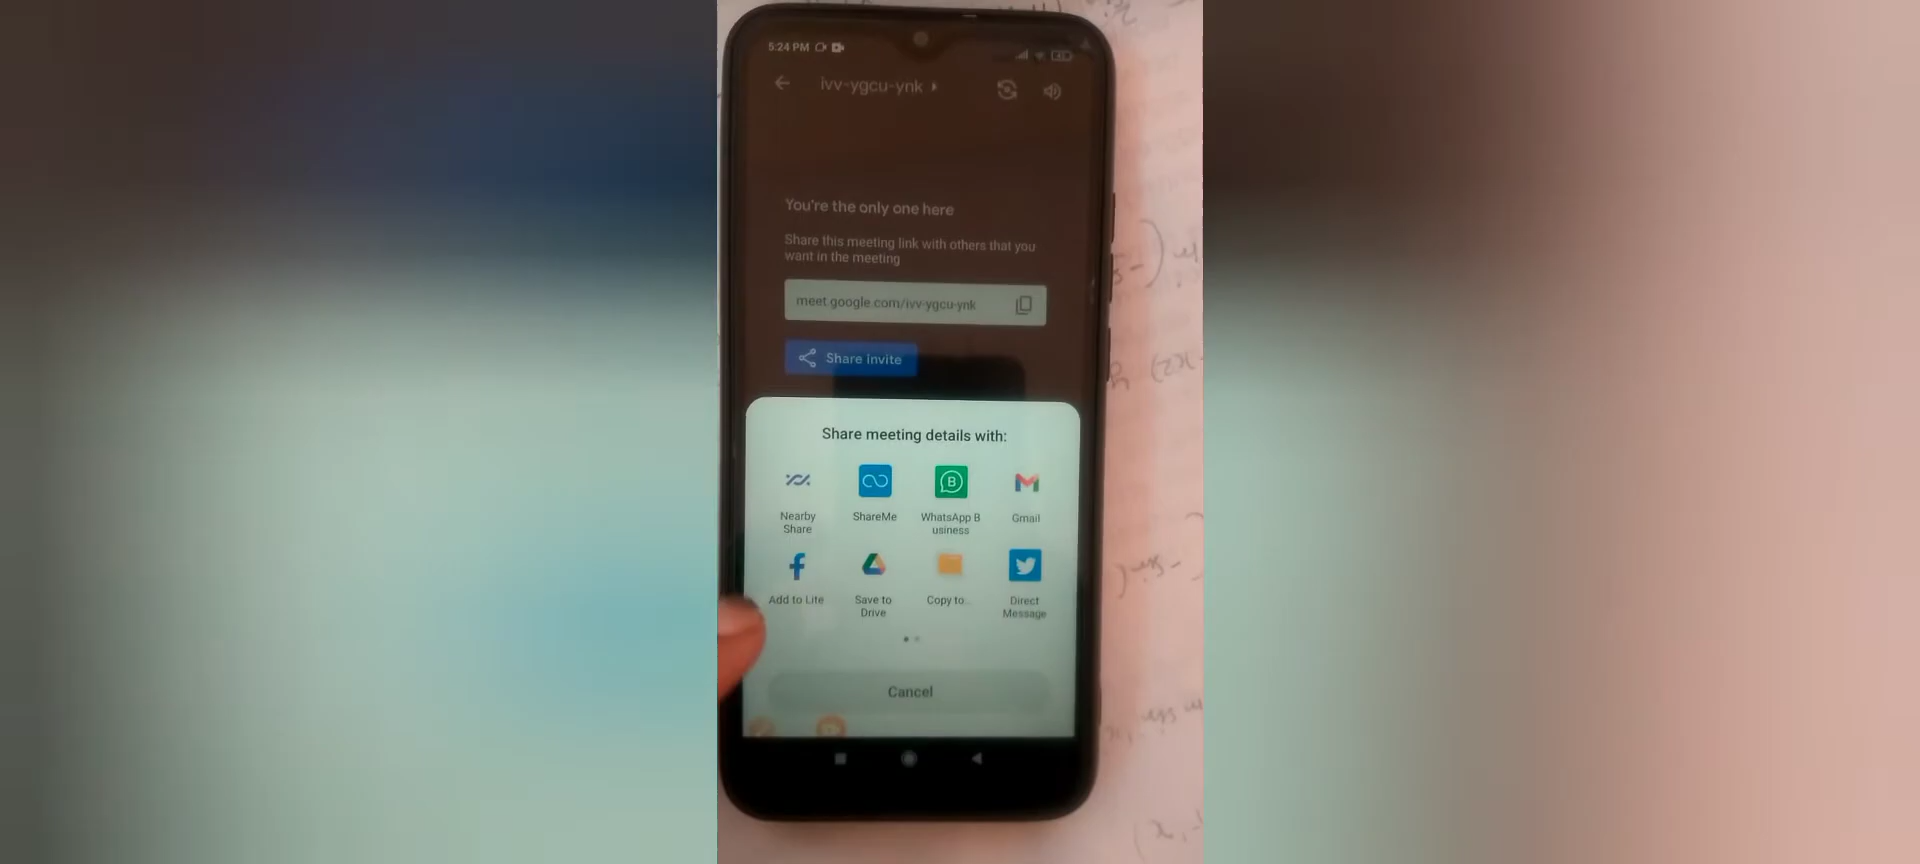 5:24 PM
ivv-ygcu-ynk
You're the only one here
Share this meeting link with others that you
want in the meeting
meet.google.com/ivv-ygcu-ynk
Share invite
Share meeting details with:
Nearby
Share
ShareMe
WhatsApp B
usiness
Gmail
Add to Lite
Save to
Drive
Copy to...
Direct
Message
Cancel